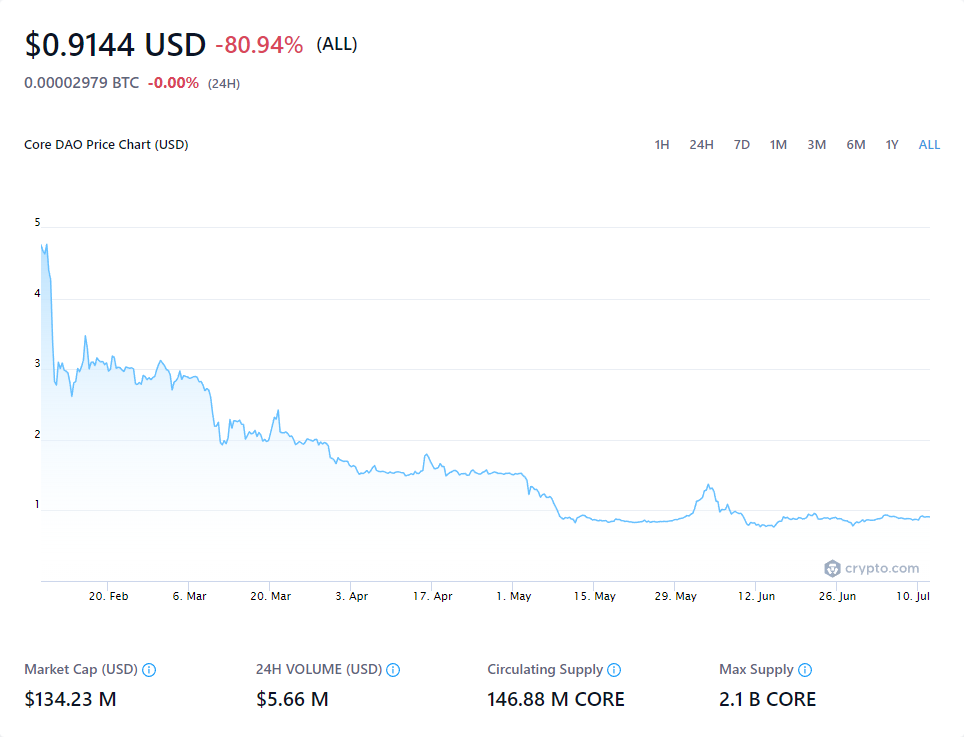 $0.9144 USD -80.94% (ALL)
0.00002979 BTC -0.00% (24H)
Core DAO Price Chart (USD) 1H 24H 7D 1M 3M 6M 1Y ALL
5
4
3
2
1
crypto.com
20. Feb 6. Mar 20. Mar 3. Apr 17. Apr 1. May 15. May 29. May 12. Jun 26. Jun 10. Jul
Market Cap (USD) 24H VOLUME (USD) Circulating Supply Max Supply
$134.23 M $5.66 M 146.88 M CORE 2.1 B CORE